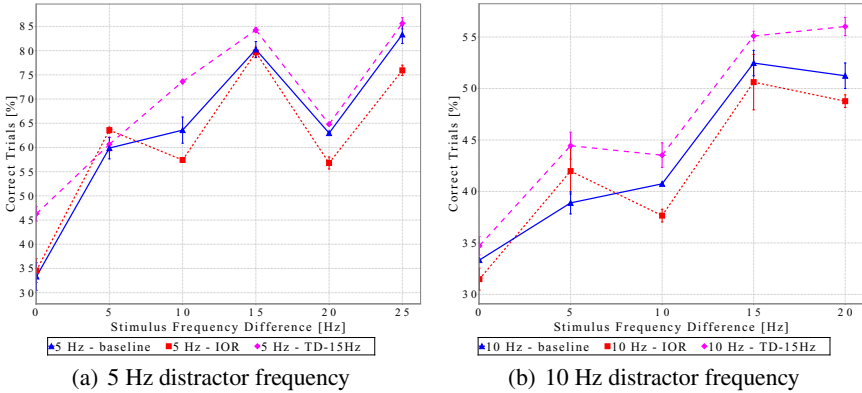 Correct Trials [%]
85
80
75
70
65
60
55
50
45
40
35
30
0 5 10 15 20 25
Stimulus Frequency Difference [Hz]
5 Hz - baseline 5 Hz - IOR 5 Hz - TD-15Hz
(a) 5 Hz distractor frequency
Correct Trials [%]
55
50
45
40
35
30
0 5 10 15 20
Stimulus Frequency Difference [Hz]
10 Hz - baseline 10 Hz - IOR 10 Hz - TD-15Hz
(b) 10 Hz distractor frequency